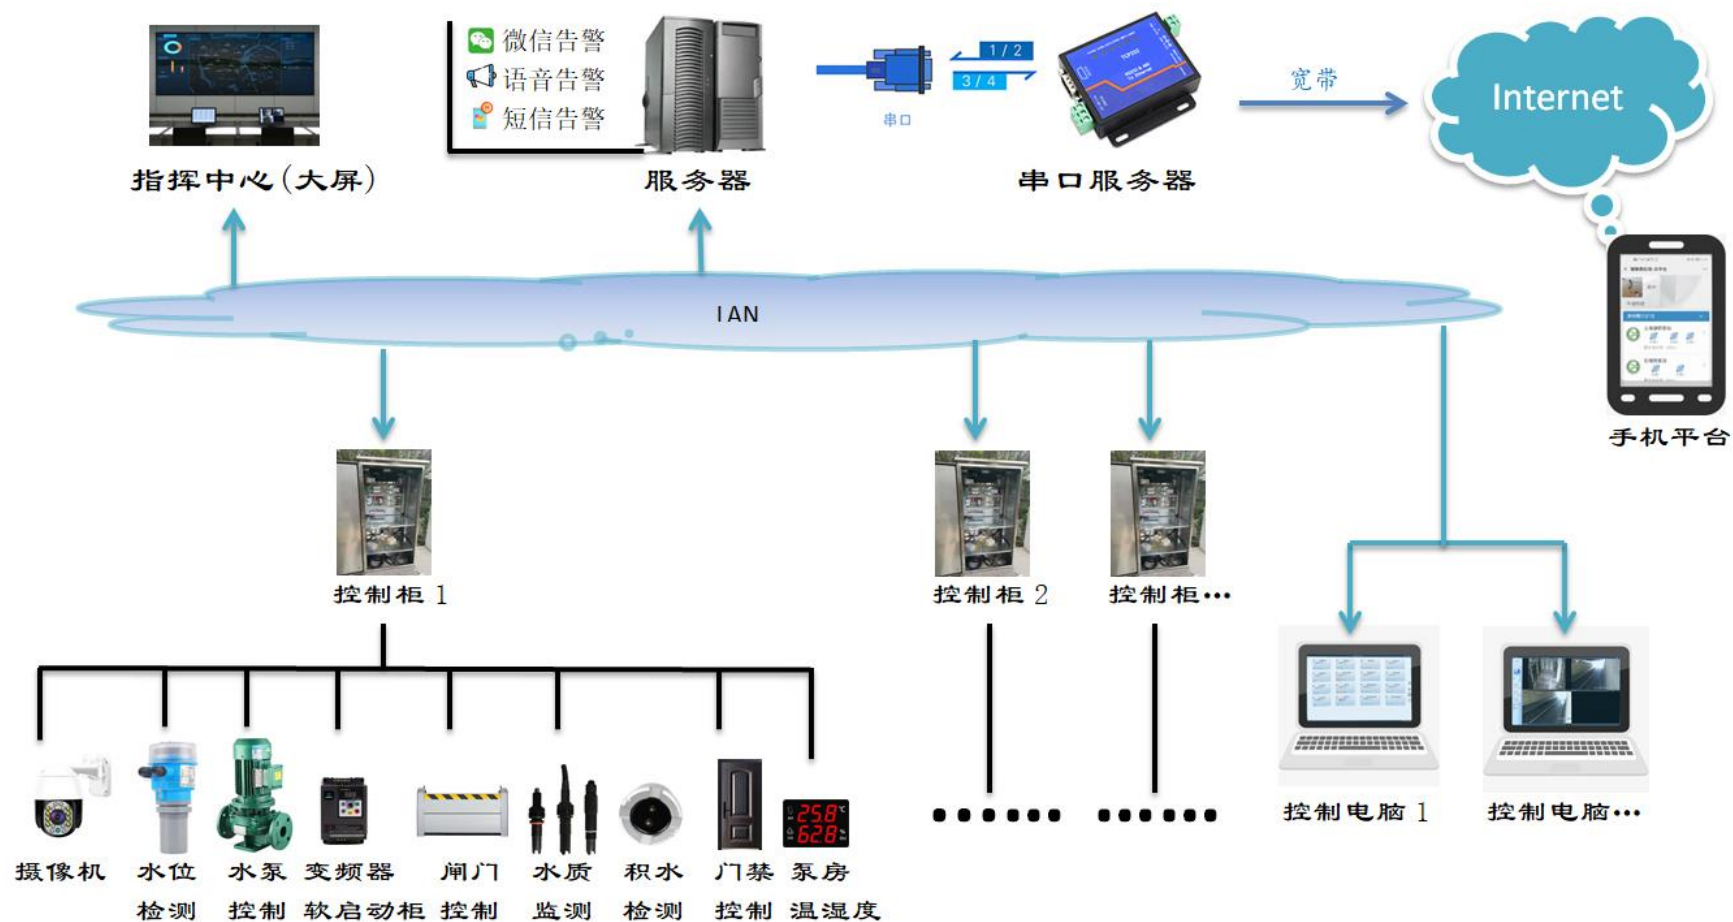 微信告警
语音告警
短信告警
1 / 2
3 / 4
串口
TCP232
宽带
Internet
指挥中心(大屏)
服务器
串口服务器
LAN
手机平台
控制柜 1
控制柜 2
控制柜…
摄像机
水位
检测
水泵
控制
变频器
软启动柜
闸门
控制
水质
监测
积水
检测
门禁
控制
25.8
℃
62.8
泵房
温湿度
控制电脑 1
控制电脑…